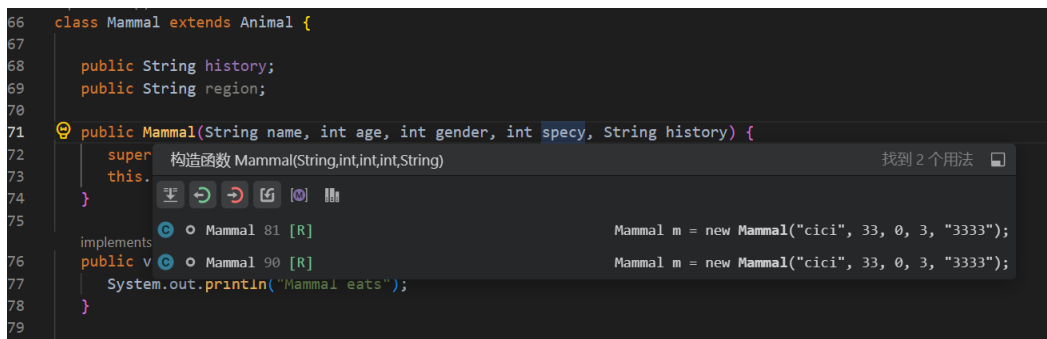 66 class Mammal extends Animal {
67
68 public String history;
69 public String region;
70
71 public Mammal(String name, int age, int gender, int specy, String history) {
72 super
构造函数 Mammal(String,int,int,int,String) 找到 2 个用法
73 this.
74 }
75
Mammal 81 [R] Mammal m = new Mammal("cici", 33, 0, 3, "3333");
implements
76 public v
Mammal 90 [R] Mammal m = new Mammal("cici", 33, 0, 3, "3333");
77 System.out.println("Mammal eats");
78 }
79